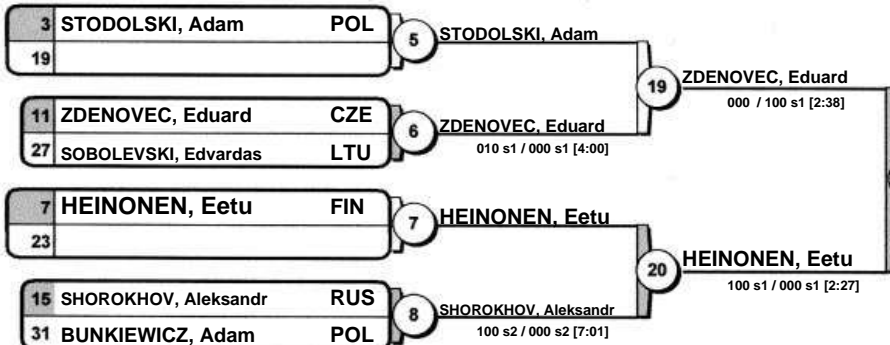 3 STODOLSKI, Adam POL
19
5
STODOLSKI, Adam
11 ZDENOVEC, Eduard CZE
27 SOBOLEVSKI, Edvardas LTU
6
ZDENOVEC, Eduard
010 s1 / 000 s1 [4:00]
19
ZDENOVEC, Eduard
000 / 100 s1 [2:38]
7 HEINONEN, Eetu FIN
23
7
HEINONEN, Eetu
15 SHOROKHOV, Aleksandr RUS
31 BUNKIEWICZ, Adam POL
8
SHOROKHOV, Aleksandr
100 s2 / 000 s2 [7:01]
20
HEINONEN, Eetu
100 s1 / 000 s1 [2:27]